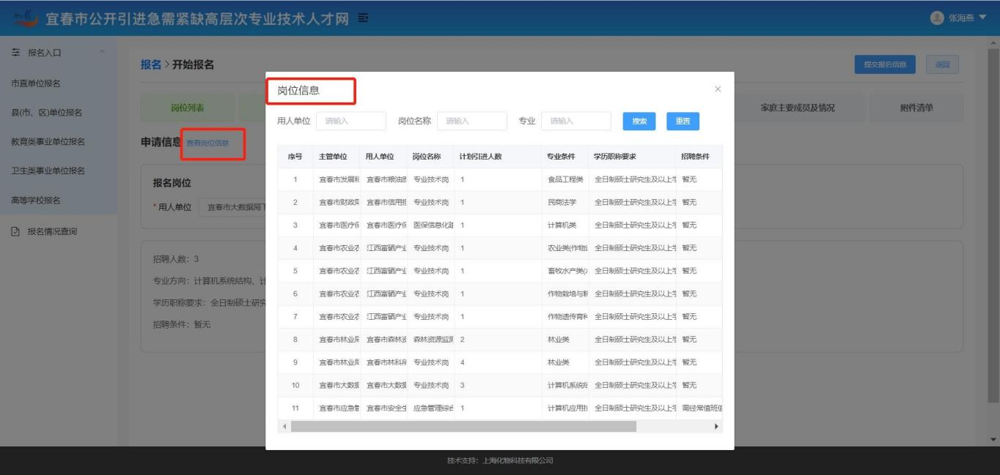 宜春市公开引进急需紧缺高层次专业技术人才网
张海燕
报名入口
市直单位报名
县(市、区)单位报名
教育类事业单位报名
卫生类事业单位报名
高等学校报名
报名情况查询
报名 > 开始报名
提交报名信息 返回
岗位列表 家庭主要成员及情况 附件清单
申请信息 查看岗位信息
报名岗位
* 用人单位 宜春市大数据局下
招聘人数：3
专业方向：计算机系统结构、计
学历职称要求：全日制硕士研究
招聘条件：暂无
岗位信息 ×
用人单位 请输入 岗位名称 请输入 专业 请输入 搜索 重置
序号 主管单位 用人单位 岗位名称 计划引进人数 专业条件 学历职称要求 招聘条件
1 宜春市发展和 宜春市粮油质 专业技术岗 1 食品工程类 全日制硕士研究生及以上学 暂无
2 宜春市财政局 宜春市信用担 专业技术岗 1 民商法学 全日制硕士研究生及以上学 暂无
3 宜春市医疗保 宜春市医疗保 医保信息化建 1 计算机类 全日制硕士研究生及以上学 暂无
4 宜春市农业农 江西富硒产业 专业技术岗 1 农业类(作物 全日制硕士研究生及以上学 暂无
5 宜春市农业农 江西富硒产业 专业技术岗 1 畜牧水产类( 全日制硕士研究生及以上学 暂无
6 宜春市农业农 江西富硒产业 专业技术岗 1 作物栽培与耕 全日制硕士研究生及以上学 暂无
7 宜春市农业农 江西富硒产业 专业技术岗 1 作物遗传育种 全日制硕士研究生及以上学 暂无
8 宜春市林业局 宜春市森林资 森林资源监测 2 林业类 全日制硕士研究生及以上学 暂无
9 宜春市林业局 宜春市林科所 专业技术岗 4 林业类 全日制硕士研究生及以上学 暂无
10 宜春市大数据 宜春市大数据 专业技术岗 3 计算机系统结 全日制硕士研究生及以上学 暂无
11 宜春市应急管 宜春市安全生 应急管理综合 1 计算机应用技 全日制硕士研究生及以上学 需经常值班值
技术支持：上海化物科技有限公司